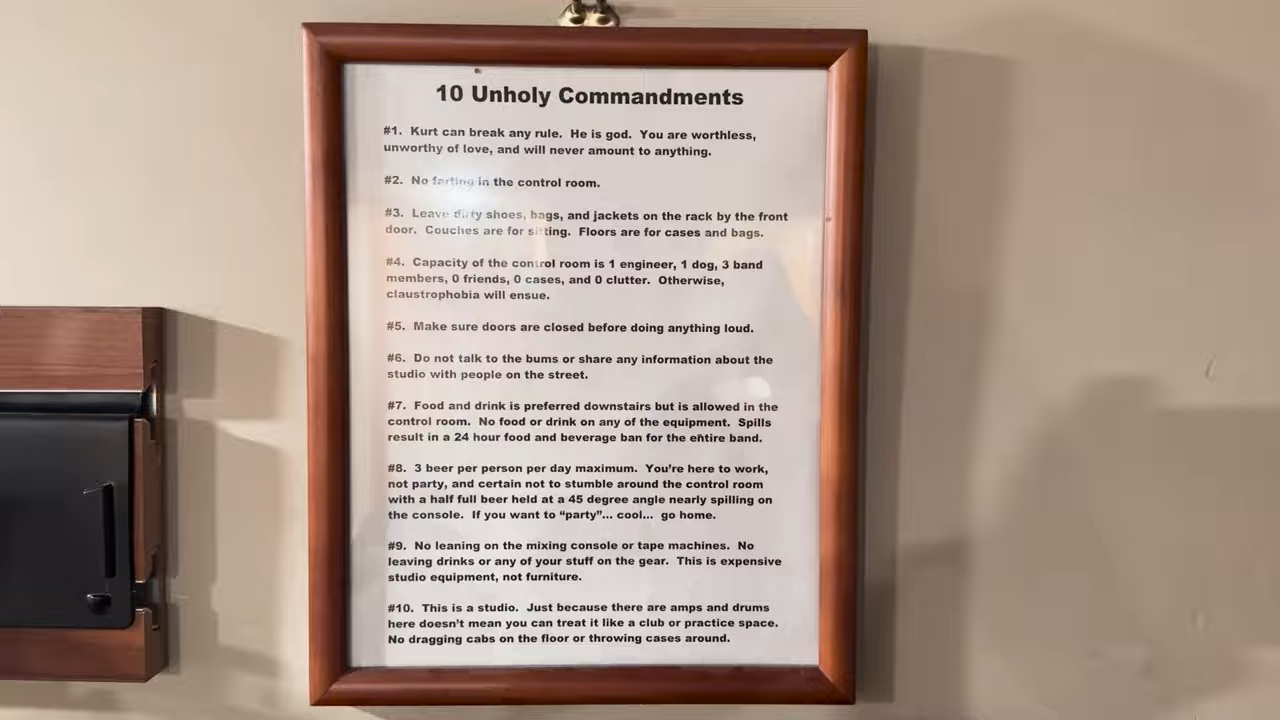 10 Unholy Commandments
#1. Kurt can break any rule. He is god. You are worthless,
unworthy of love, and will never amount to anything.
#2. No farting in the control room.
#3. Leave dirty shoes, bags, and jackets on the rack by the front
door. Couches are for sitting. Floors are for cases and bags.
#4. Capacity of the control room is 1 engineer, 1 dog, 3 band
members, 0 friends, 0 cases, and 0 clutter. Otherwise,
claustrophobia will ensue.
#5. Make sure doors are closed before doing anything loud.
#6. Do not talk to the bums or share any information about the
studio with people on the street.
#7. Food and drink is preferred downstairs but is allowed in the
control room. No food or drink on any of the equipment. Spills
result in a 24 hour food and beverage ban for the entire band.
#8. 3 beer per person per day maximum. You're here to work,
not party, and certain not to stumble around the control room
with a half full beer held at a 45 degree angle nearly spilling on
the console. If you want to “party”... cool... go home.
#9. No leaning on the mixing console or tape machines. No
leaving drinks or any of your stuff on the gear. This is expensive
studio equipment, not furniture.
#10. This is a studio. Just because there are amps and drums
here doesn't mean you can treat it like a club or practice space.
No dragging cabs on the floor or throwing cases around.